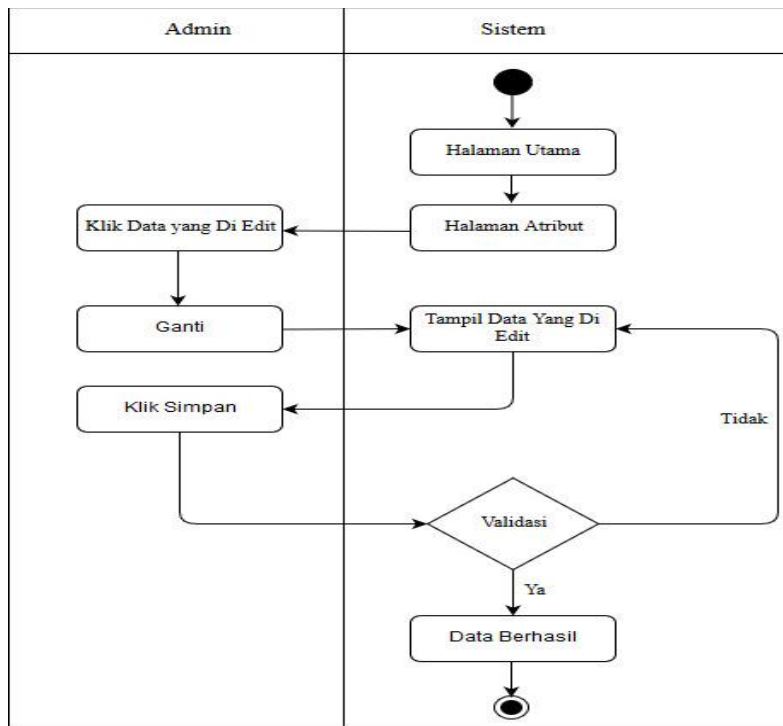 Admin
Sistem
Halaman Utama
Halaman Atribut
Klik Data yang Di Edit
Ganti
Tampil Data Yang Di
Edit
Klik Simpan
Tidak
Validasi
Ya
Data Berhasil